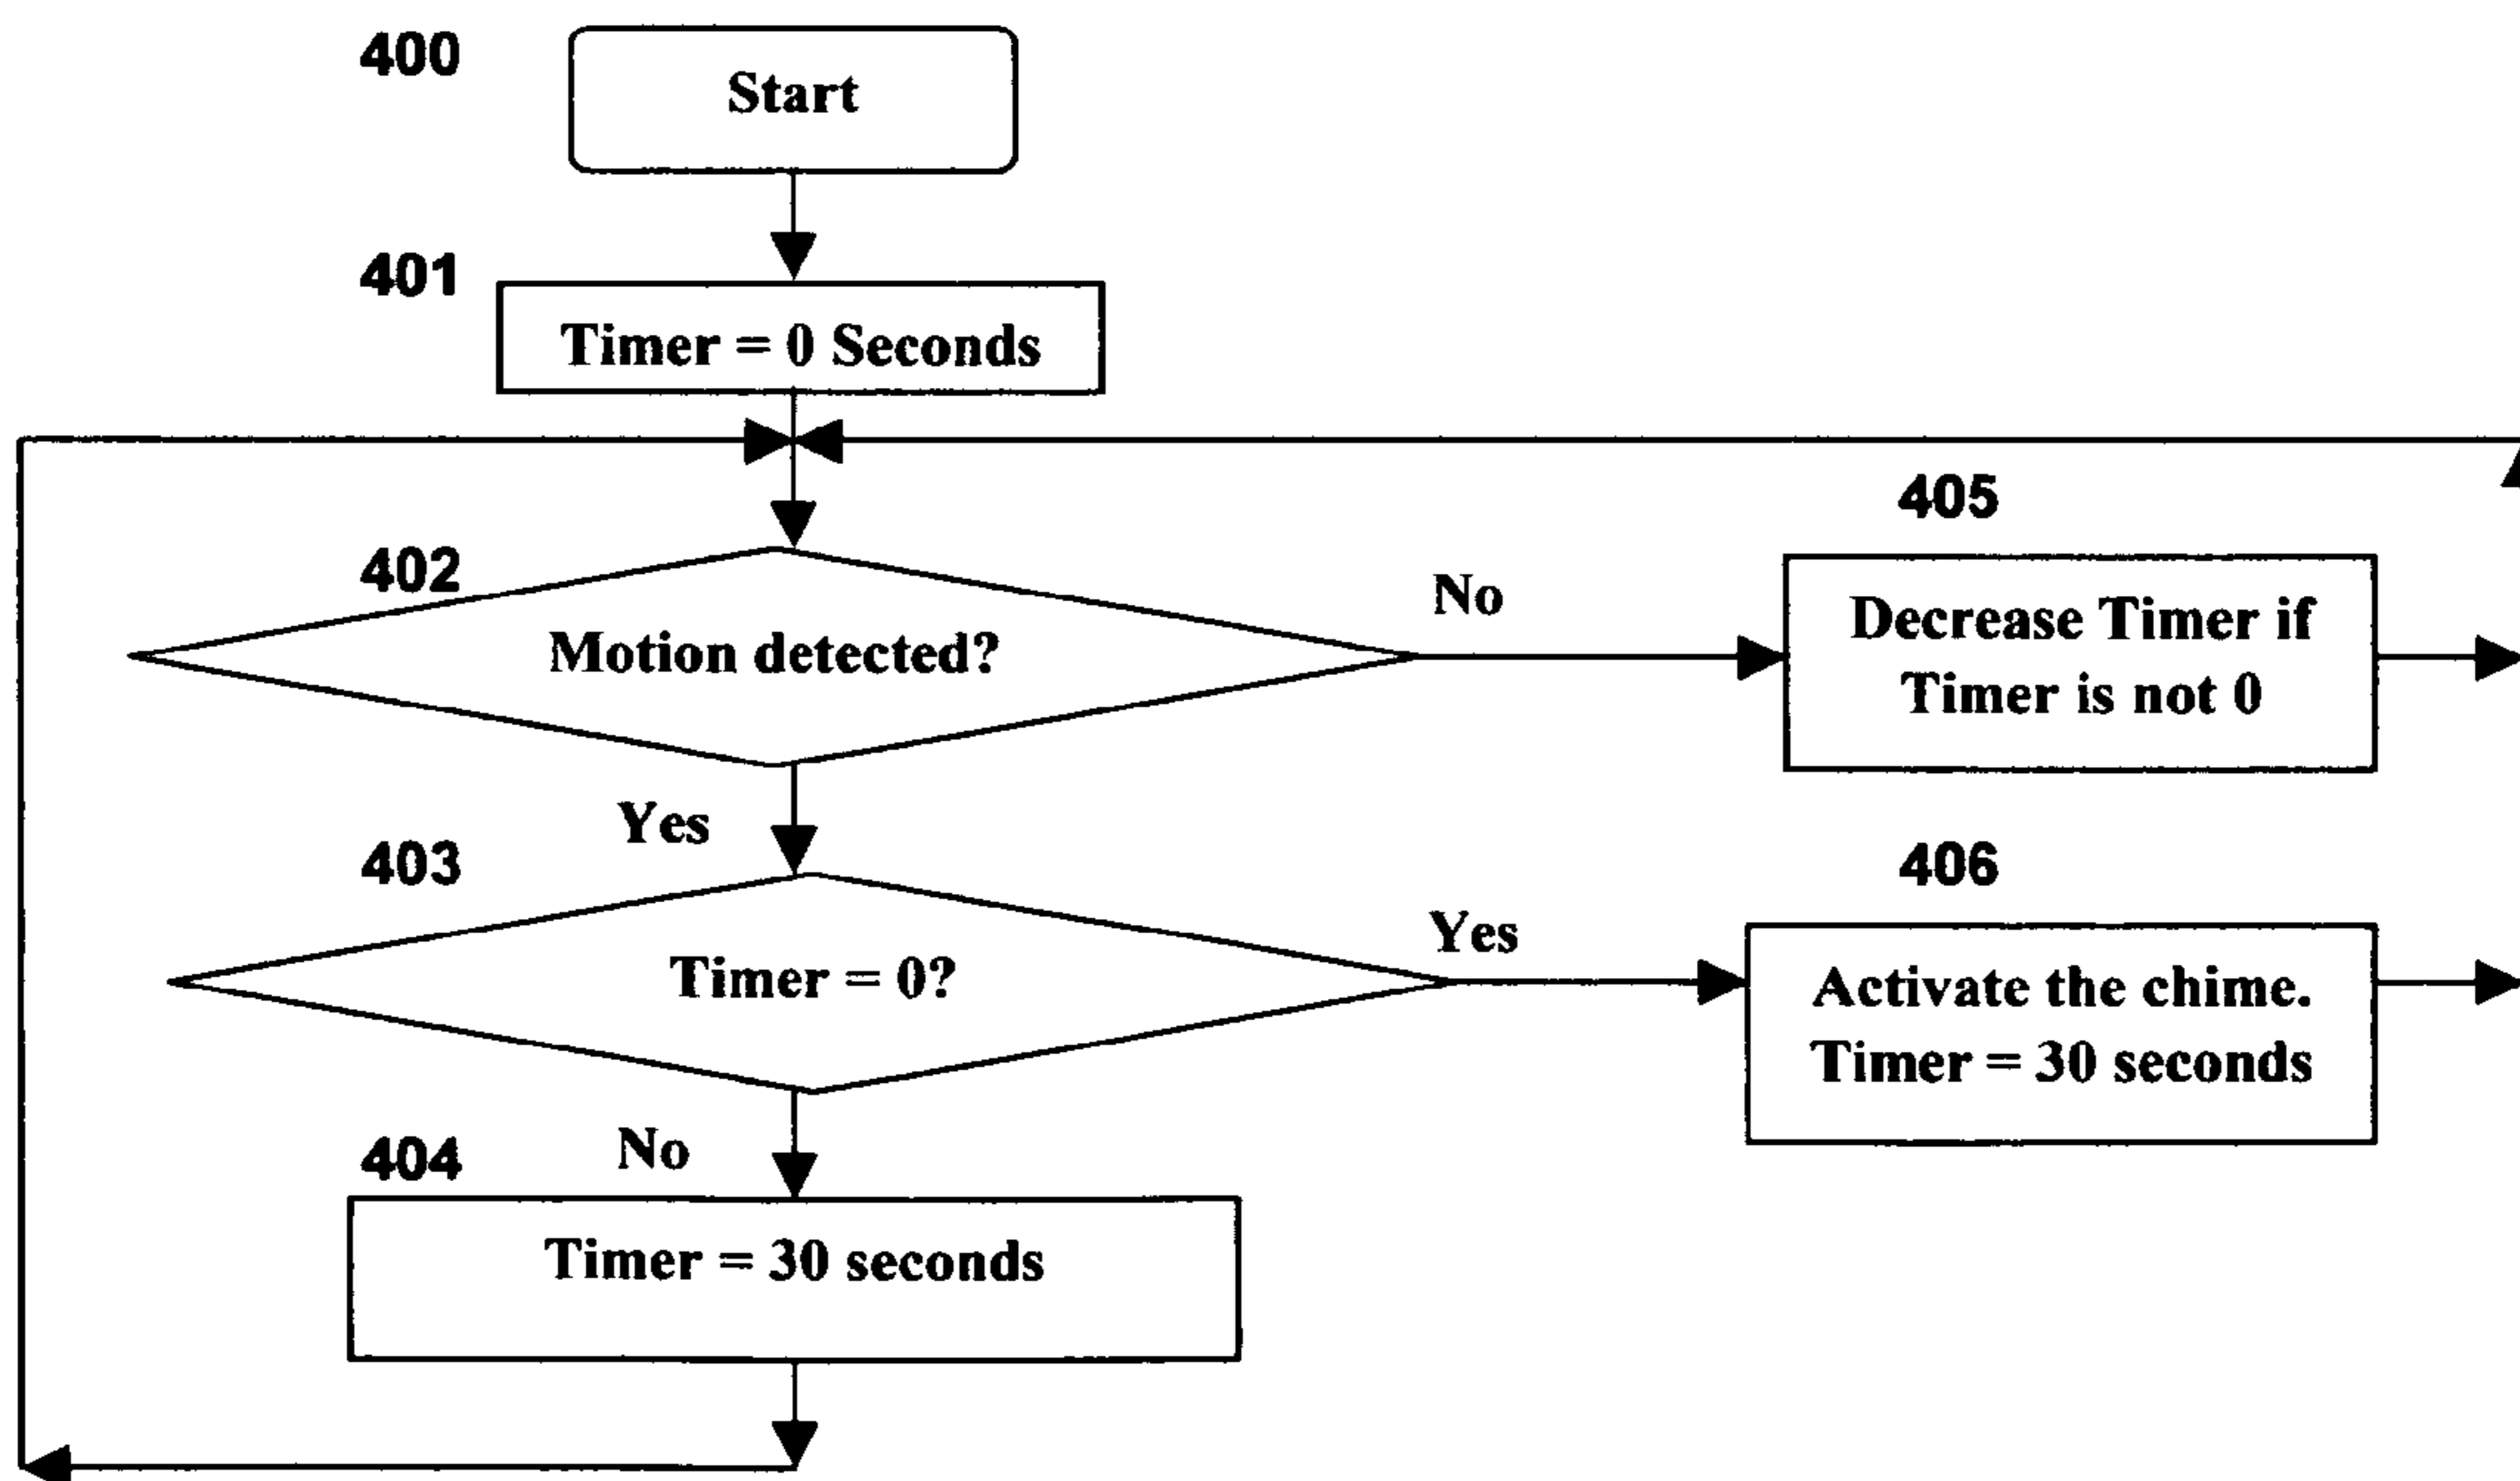 400
Start
401
Timer = 0 Seconds
405
402
No
Motion detected?
Decrease Timer if
Timer is not 0
Yes
403
406
Yes
Timer = 0?
Activate the chime.
Timer = 30 seconds
No
404
Timer = 30 seconds